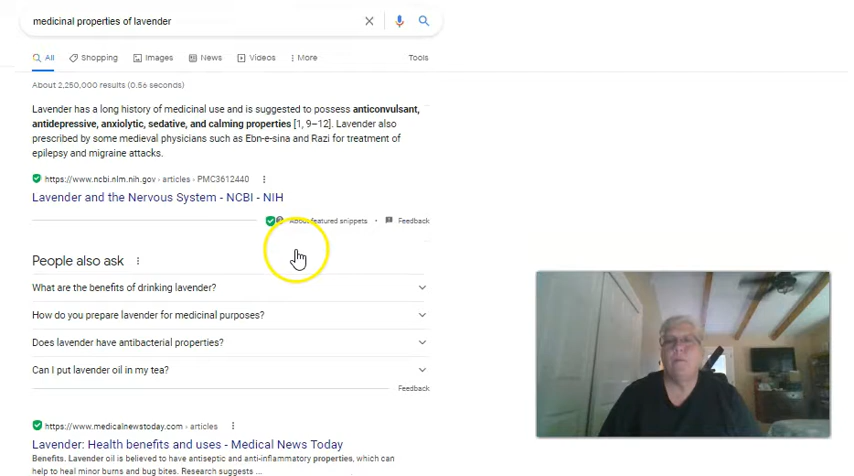 medicinal properties of lavender
All Shopping Images News Videos More Tools
About 2,250,000 results (0.56 seconds)
Lavender has a long history of medicinal use and is suggested to possess anticonvulsant,
antidepressive, anxiolytic, sedative, and calming properties [1, 9–12]. Lavender also
prescribed by some medieval physicians such as Ebn-e-sina and Razi for treatment of
epilepsy and migraine attacks.
https://www.ncbi.nlm.nih.gov › articles › PMC3612440
Lavender and the Nervous System - NCBI - NIH
About featured snippets • Feedback
People also ask
What are the benefits of drinking lavender?
How do you prepare lavender for medicinal purposes?
Does lavender have antibacterial properties?
Can I put lavender oil in my tea?
Feedback
https://www.medicalnewstoday.com › articles
Lavender: Health benefits and uses - Medical News Today
Benefits. Lavender oil is believed to have antiseptic and anti-inflammatory properties, which can
help to heal minor burns and bug bites. Research suggests ...